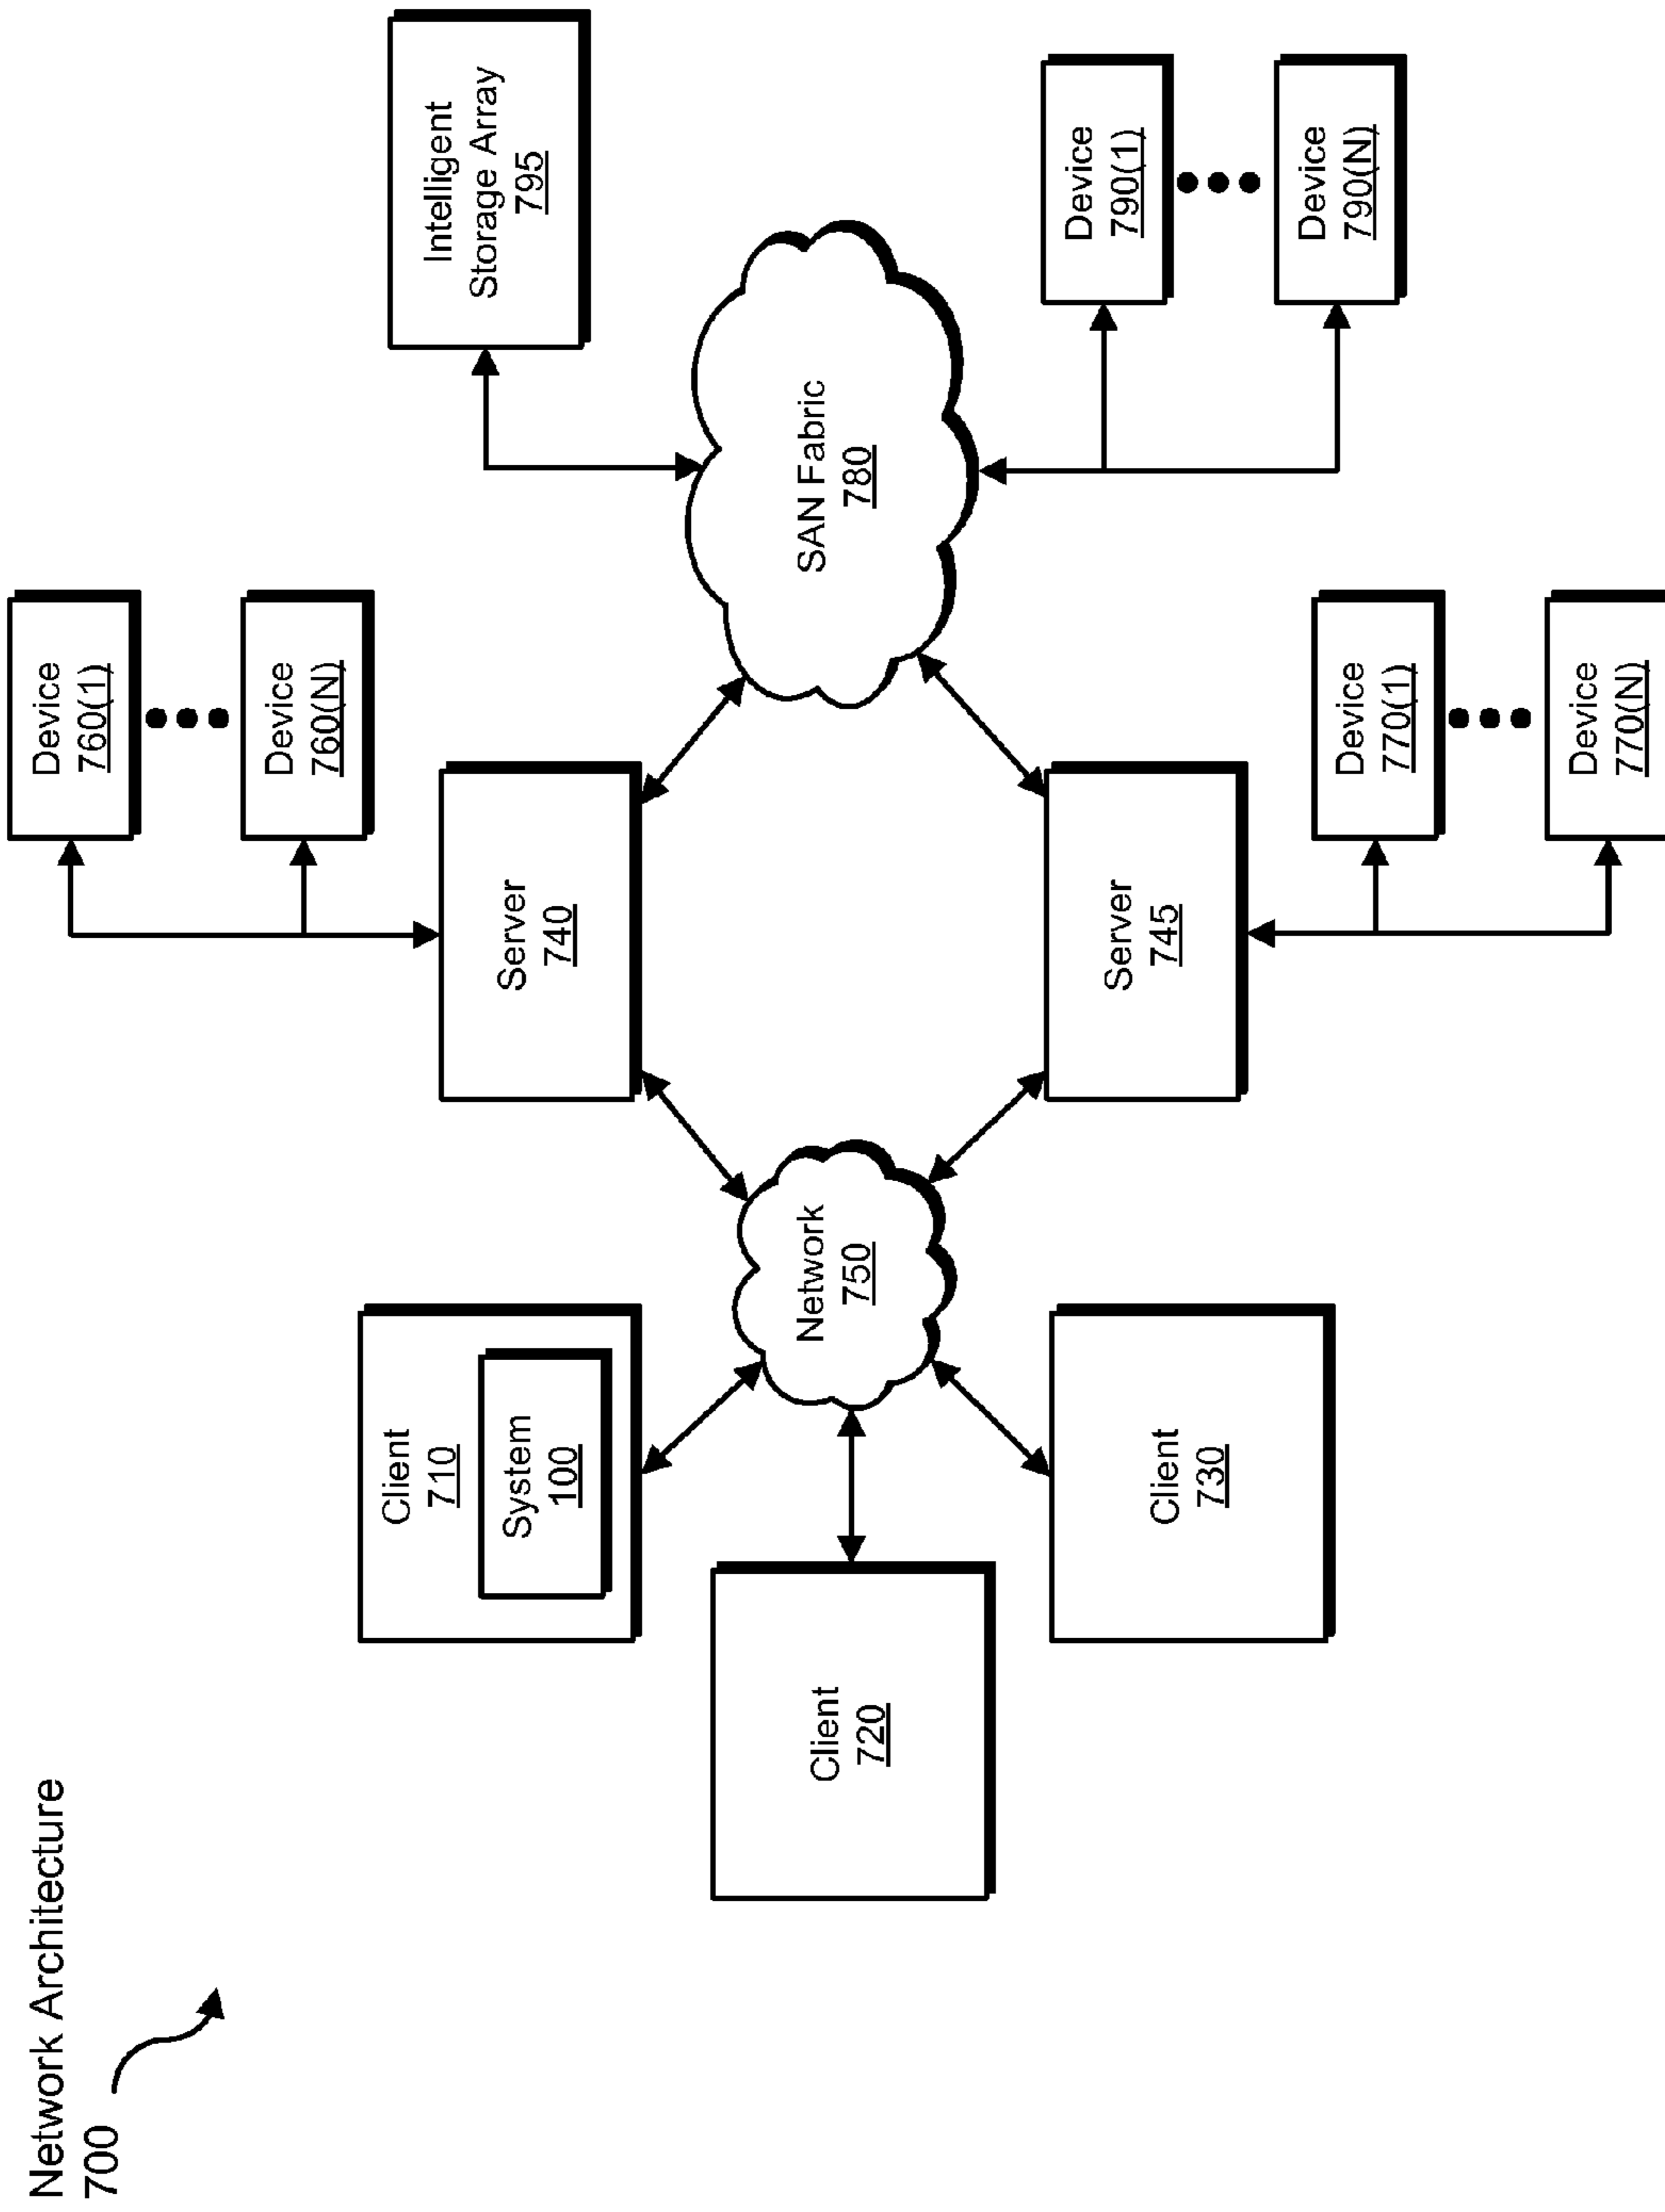 Network Architecture
700
Client
710
System
100
Client
720
Client
730
Network
750
Server
740
Server
745
Device
760(1)
Device
760(N)
Device
770(1)
Device
770(N)
SAN Fabric
780
Intelligent
Storage Array
795
Device
790(1)
Device
790(N)